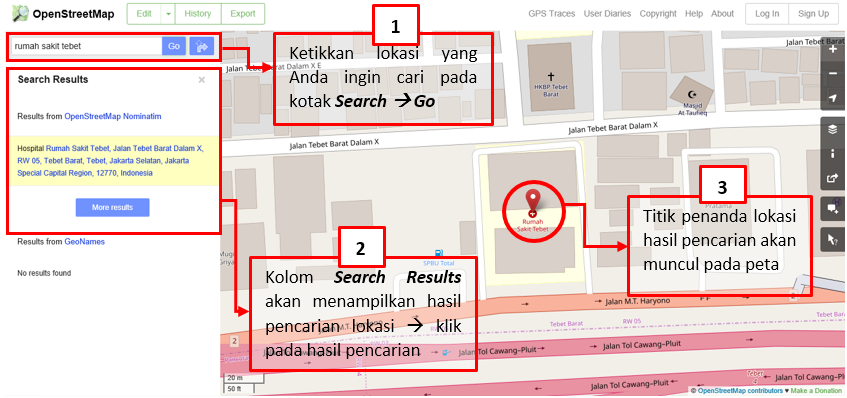 OpenStreetMap
Edit
History
Export
GPS Traces
User Diaries
Copyright
Help
About
Log In
Sign Up
rumah sakit tebet
Go
Search Results
×
Results from OpenStreetMap Nominatim
Hospital Rumah Sakit Tebet, Jalan Tebet Barat Dalam X,
RW 05, Tebet Barat, Tebet, Jakarta Selatan, Jakarta
Special Capital Region, 12770, Indonesia
More results
Results from GeoNames
No results found
1
Ketikkan lokasi yang
Anda ingin cari pada
kotak Search → Go
2
Kolom Search Results
akan menampilkan hasil
pencarian lokasi → klik
pada hasil pencarian
3
Titik penanda lokasi
hasil pencarian akan
muncul pada peta
Jalan Tebet Barat Dalam X E
Jalan Tebet
HKBP Tebet
Barat
Masjid
At Taufieq
Jalan Tebet Barat Dalam X
Jalan Tebet Barat Dalam X
Rumah
Sakit Tebet
Pratama
SPBU Total
Jalan M.T. Haryono
Jalan M.T. Haryono
Tebet Barat
RW 05
Tebet Barat
RW 05
2
Jalan Tol Cawang–Pluit
Jalan Tol Cawang–Pluit
Jalan Tol Cawang–Pluit
Jalan Tol Cawang–Pluit
20 m
50 ft
© OpenStreetMap contributors ♥ Make a Donation